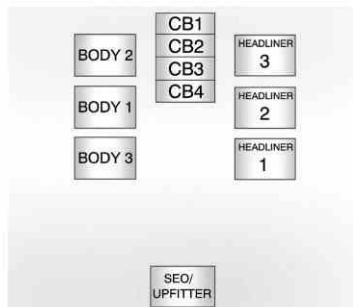 CB1
CB2
CB3
CB4
BODY 2
BODY 1
BODY 3
HEADLINER
3
HEADLINER
2
HEADLINER
1
SEO/
UPFITTER